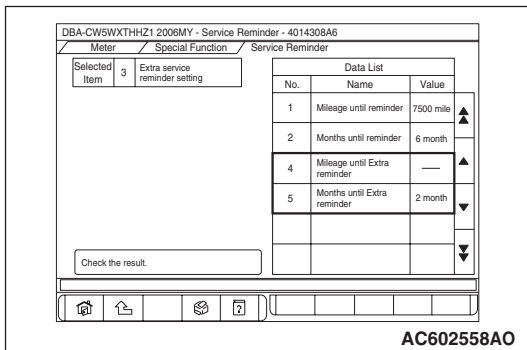 DBA-CW5WXTHHZ1 2006MY - Service Reminder - 4014308A6
Meter / Special Function / Service Reminder
Selected Item 3 Extra service reminder setting
Data List
No. Name Value
1 Mileage until reminder 7500 mile
2 Months until reminder 6 month
4 Mileage until Extra reminder —
5 Months until Extra reminder 2 month
Check the result.
?
AC602558AO